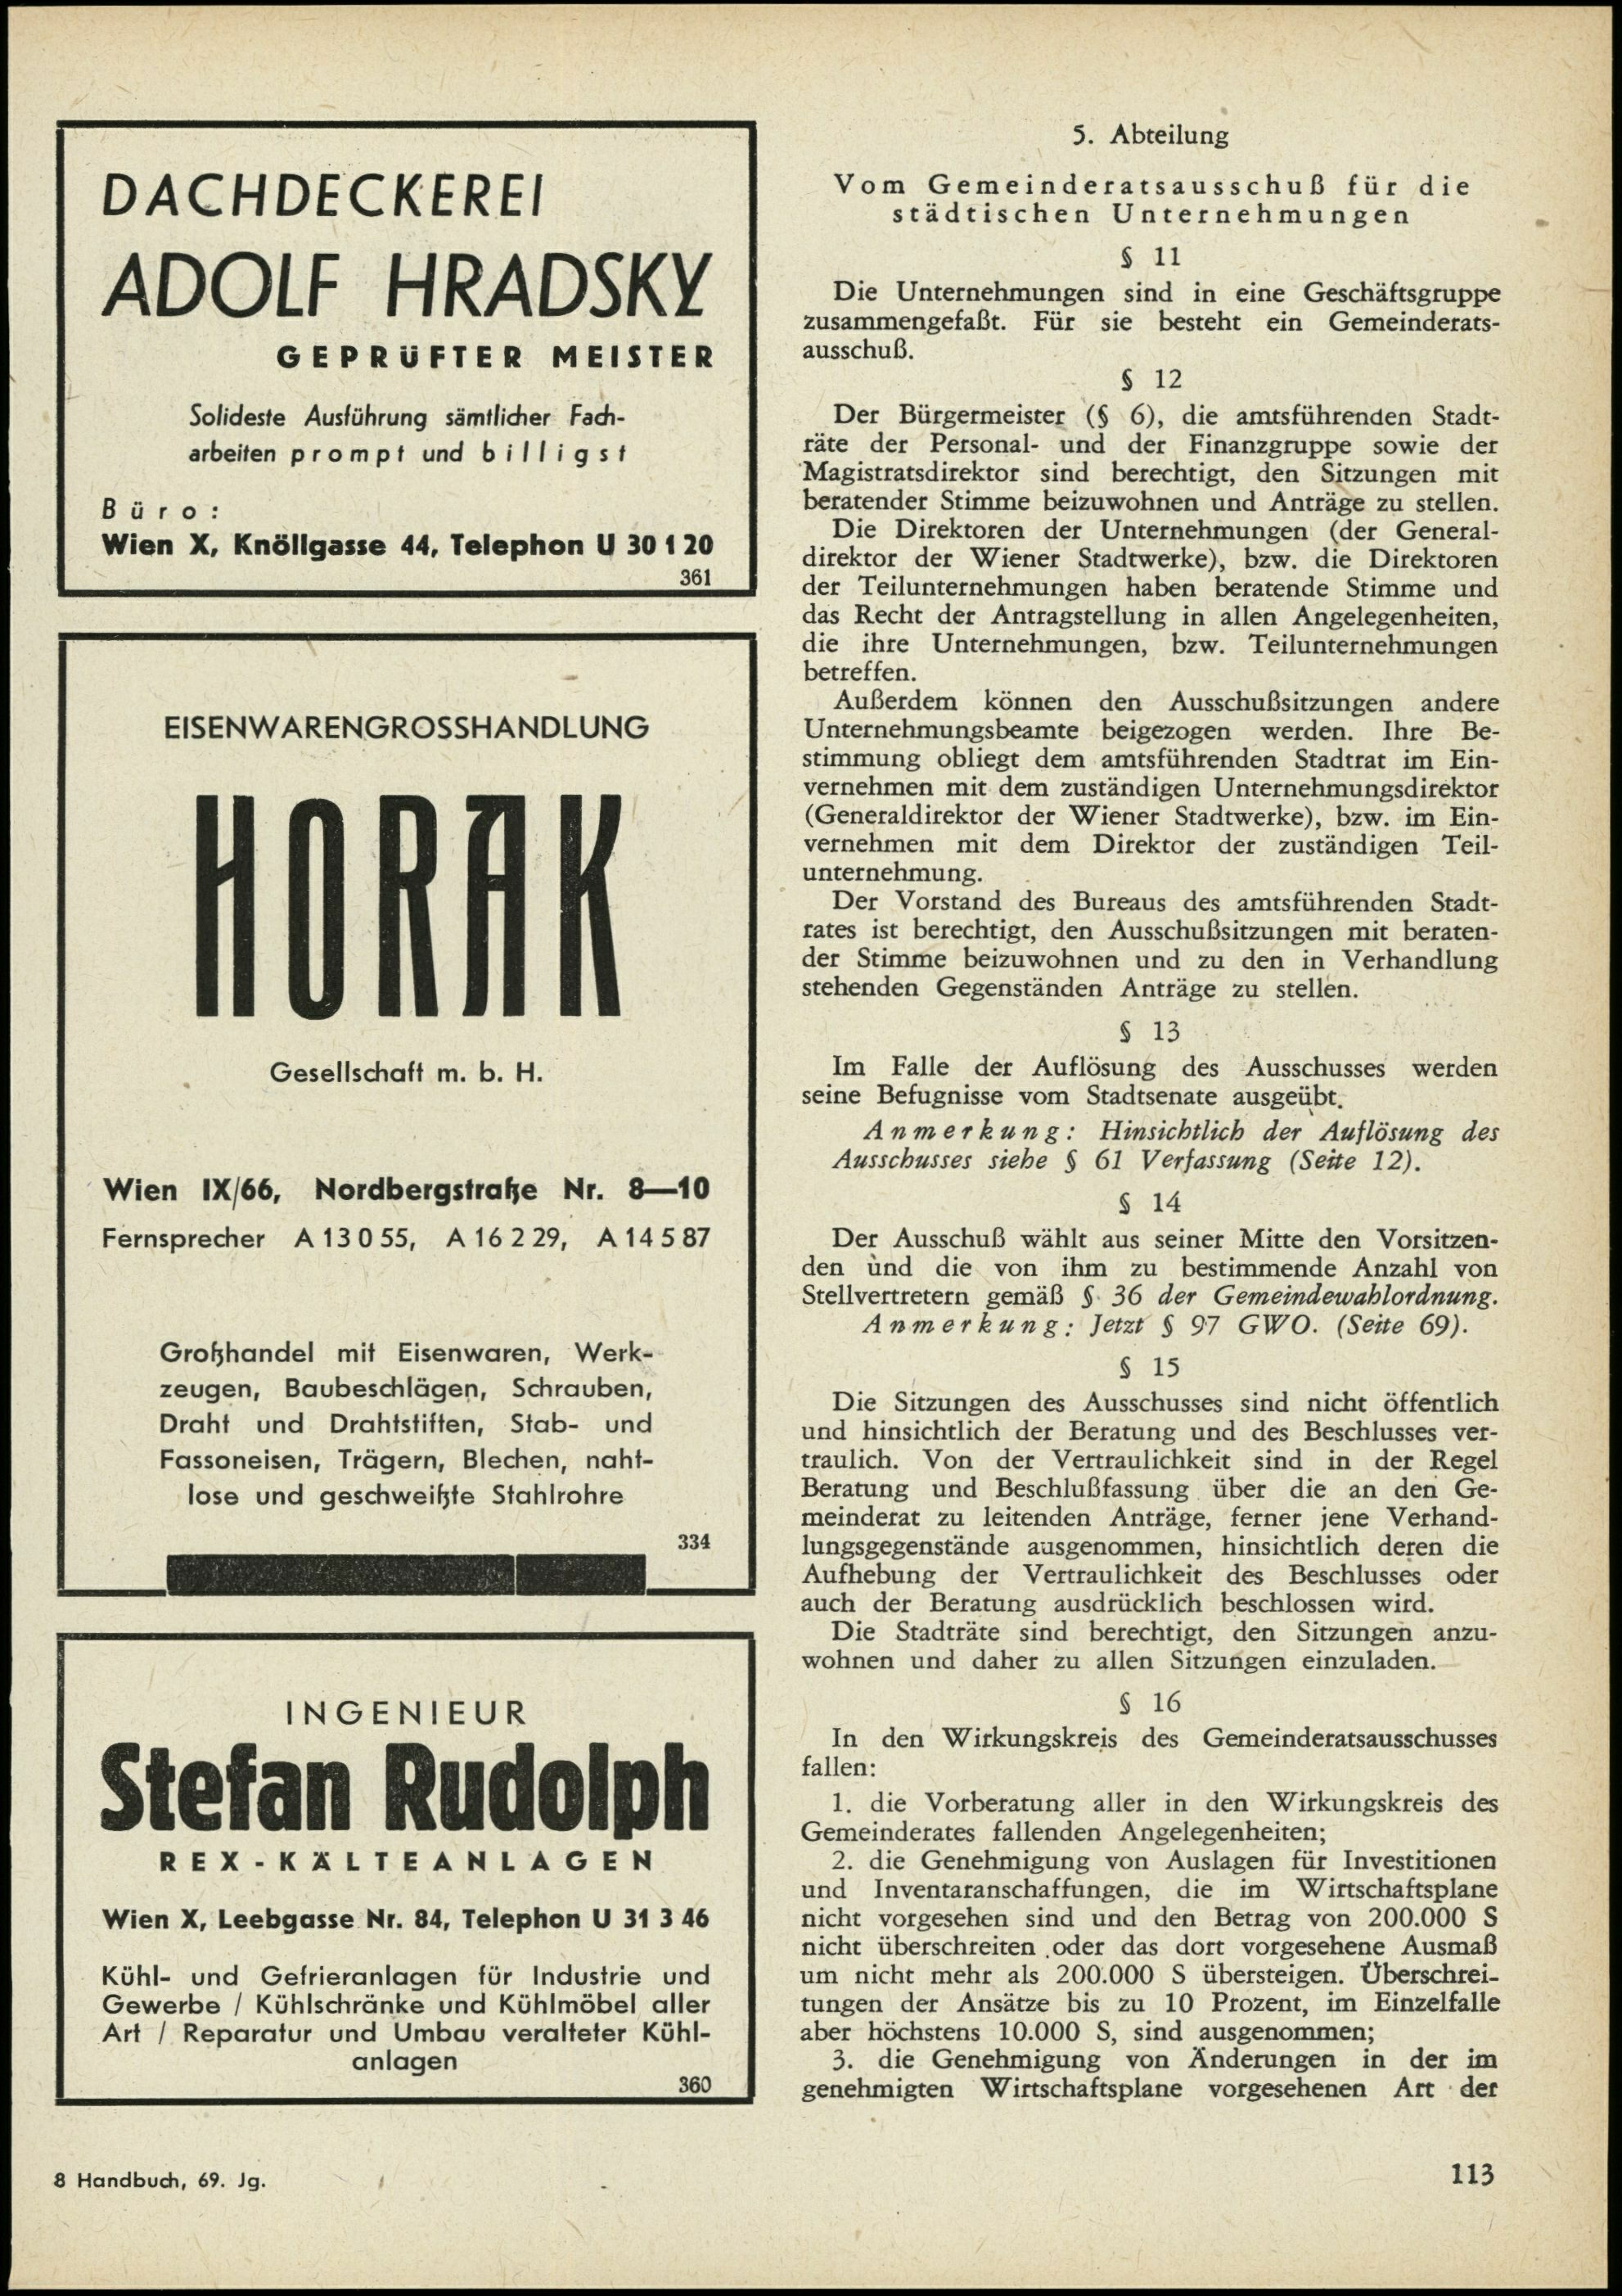 DACHDECKEREI
ADOLF HRADSKY
GEPRÜFTER MEISTER
Solideste Ausführung sämtlicher Fach-
arbeiten prompt und billigst
Büro:
Wien X, Knöllgasse 44, Telephon U 30 1 20
361
EISENWARENGROSSHANDLUNG
HORAK
Gesellschaft m. b. H.
Wien IX/66, Nordbergstraße Nr. 8—10
Fernsprecher A 13 0 55, A 16 2 29, A 14 5 87
Großhandel mit Eisenwaren, Werk-
zeugen, Baubeschlägen, Schrauben,
Draht und Drahtstiften, Stab- und
Fassoneisen, Trägern, Blechen, naht-
lose und geschweißte Stahlrohre
334
INGENIEUR
Stefan Rudolph
REX-KÄLTEANLAGEN
Wien X, Leebgasse Nr. 84, Telephon U 31 3 46
Kühl- und Gefrieranlagen für Industrie und
Gewerbe / Kühlschränke und Kühlmöbel aller
Art / Reparatur und Umbau veralteter Kühl-
anlagen
360
5. Abteilung
Vom Gemeinderatsausschuß für die
städtischen Unternehmungen
§ 11
Die Unternehmungen sind in eine Geschäftsgruppe
zusammengefaßt. Für sie besteht ein Gemeinderats-
ausschuß.
§ 12
Der Bürgermeister (§ 6), die amtsführenden Stadt-
räte der Personal- und der Finanzgruppe sowie der
Magistratsdirektor sind berechtigt, den Sitzungen mit
beratender Stimme beizuwohnen und Anträge zu stellen.
Die Direktoren der Unternehmungen (der General-
direktor der Wiener Stadtwerke), bzw. die Direktoren
der Teilunternehmungen haben beratende Stimme und
das Recht der Antragstellung in allen Angelegenheiten,
die ihre Unternehmungen, bzw. Teilunternehmungen
betreffen.
Außerdem können den Ausschußsitzungen andere
Unternehmungsbeamte beigezogen werden. Ihre Be-
stimmung obliegt dem amtsführenden Stadtrat im Ein-
vernehmen mit dem zuständigen Unternehmungsdirektor
(Generaldirektor der Wiener Stadtwerke), bzw. im Ein-
vernehmen mit dem Direktor der zuständigen Teil-
unternehmung.
Der Vorstand des Bureaus des amtsführenden Stadt-
rates ist berechtigt, den Ausschußsitzungen mit beraten-
der Stimme beizuwohnen und zu den in Verhandlung
stehenden Gegenständen Anträge zu stellen.
§ 13
Im Falle der Auflösung des Ausschusses werden
seine Befugnisse vom Stadtsenate ausgeübt.
Anmerkung: Hinsichtlich der Auflösung des
Ausschusses siehe § 61 Verfassung (Seite 12).
§ 14
Der Ausschuß wählt aus seiner Mitte den Vorsitzen-
den und die von ihm zu bestimmende Anzahl von
Stellvertretern gemäß § 36 der Gemeindewahlordnung.
Anmerkung: Jetzt § 97 GWO. (Seite 69).
§ 15
Die Sitzungen des Ausschusses sind nicht öffentlich
und hinsichtlich der Beratung und des Beschlusses ver-
traulich. Von der Vertraulichkeit sind in der Regel
Beratung und Beschlußfassung über die an den Ge-
meinderat zu leitenden Anträge, ferner jene Verhand-
lungsgegenstände ausgenommen, hinsichtlich deren die
Aufhebung der Vertraulichkeit des Beschlusses oder
auch der Beratung ausdrücklich beschlossen wird.
Die Stadträte sind berechtigt, den Sitzungen anzu-
wohnen und daher zu allen Sitzungen einzuladen.
§ 16
In den Wirkungskreis des Gemeinderatsausschusses
fallen:
1. die Vorberatung aller in den Wirkungskreis des
Gemeinderates fallenden Angelegenheiten;
2. die Genehmigung von Auslagen für Investitionen
und Inventaranschaffungen, die im Wirtschaftsplane
nicht vorgesehen sind und den Betrag von 200.000 S
nicht überschreiten oder das dort vorgesehene Ausmaß
um nicht mehr als 200.000 S übersteigen. Überschrei-
tungen der Ansätze bis zu 10 Prozent, im Einzelfalle
aber höchstens 10.000 S, sind ausgenommen;
3. die Genehmigung von Änderungen in der im
genehmigten Wirtschaftsplane vorgesehenen Art der
8 Handbuch, 69. Jg.
113